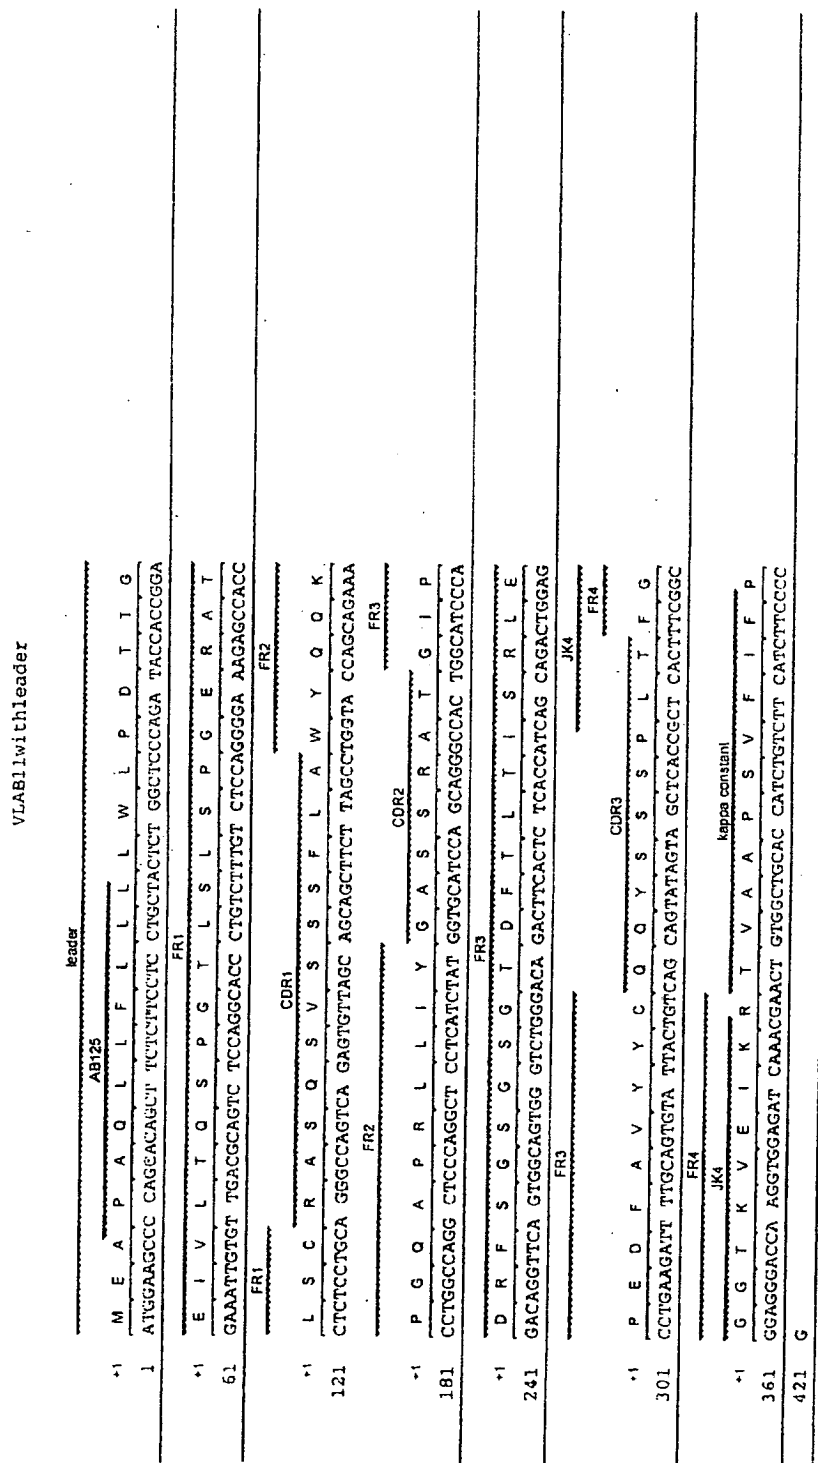 VLAB11withleader
leader
AB125
+1 M E A P A Q L L F L L L L W L P D T T G
1 ATGGAAGCCC CAGCACAGCT TCTCTTCCTC CTGCTACTCT GGCTCCCAGA TACCACCGGA
FR1
+1 E I V L T Q S P G T L S L S P G E R A T
61 GAAATTGTGT TGACGCAGTC TCCAGGCACC CTGTCTTTGT CTCCAGGGGA AAGAGCCACC
FR1 FR2
CDR1
+1 L S C R A S Q S V S S S F L A W Y Q Q K
121 CTCTCCTGCA GGGCCAGTCA GAGTGTTAGC AGCAGCTTCT TAGCCTGGTA CCAGCAGAAA
FR2 FR3
CDR2
+1 P G Q A P R L L I Y G A S S R A T G I P
181 CCTGGCCAGG CTCCCAGGCT CCTCATCTAT GGTGCATCCA GCAGGGCCAC TGGCATCCCA
FR3
+1 D R F S G S G S G T D F T L T I S R L E
241 GACAGGTTCA GTGGCAGTGG GTCTGGGACA GACTTCACTC TCACCATCAG CAGACTGGAG
FR3 JK4
FR4
CDR3
+1 P E D F A V Y Y C Q Q Y S S S P L T F G
301 CCTGAAGATT TTGCAGTGTA TTACTGTCAG CAGTATAGTA GCTCACCGCT CACTTTCGGC
FR4
JK4 kappa constant
+1 G G T K V E I K R T V A A P S V F I F P
361 GGAGGGACCA AGGTGGAGAT CAAACGAACT GTGGCTGCAC CATCTGTCTT CATCTTCCCC
421 G